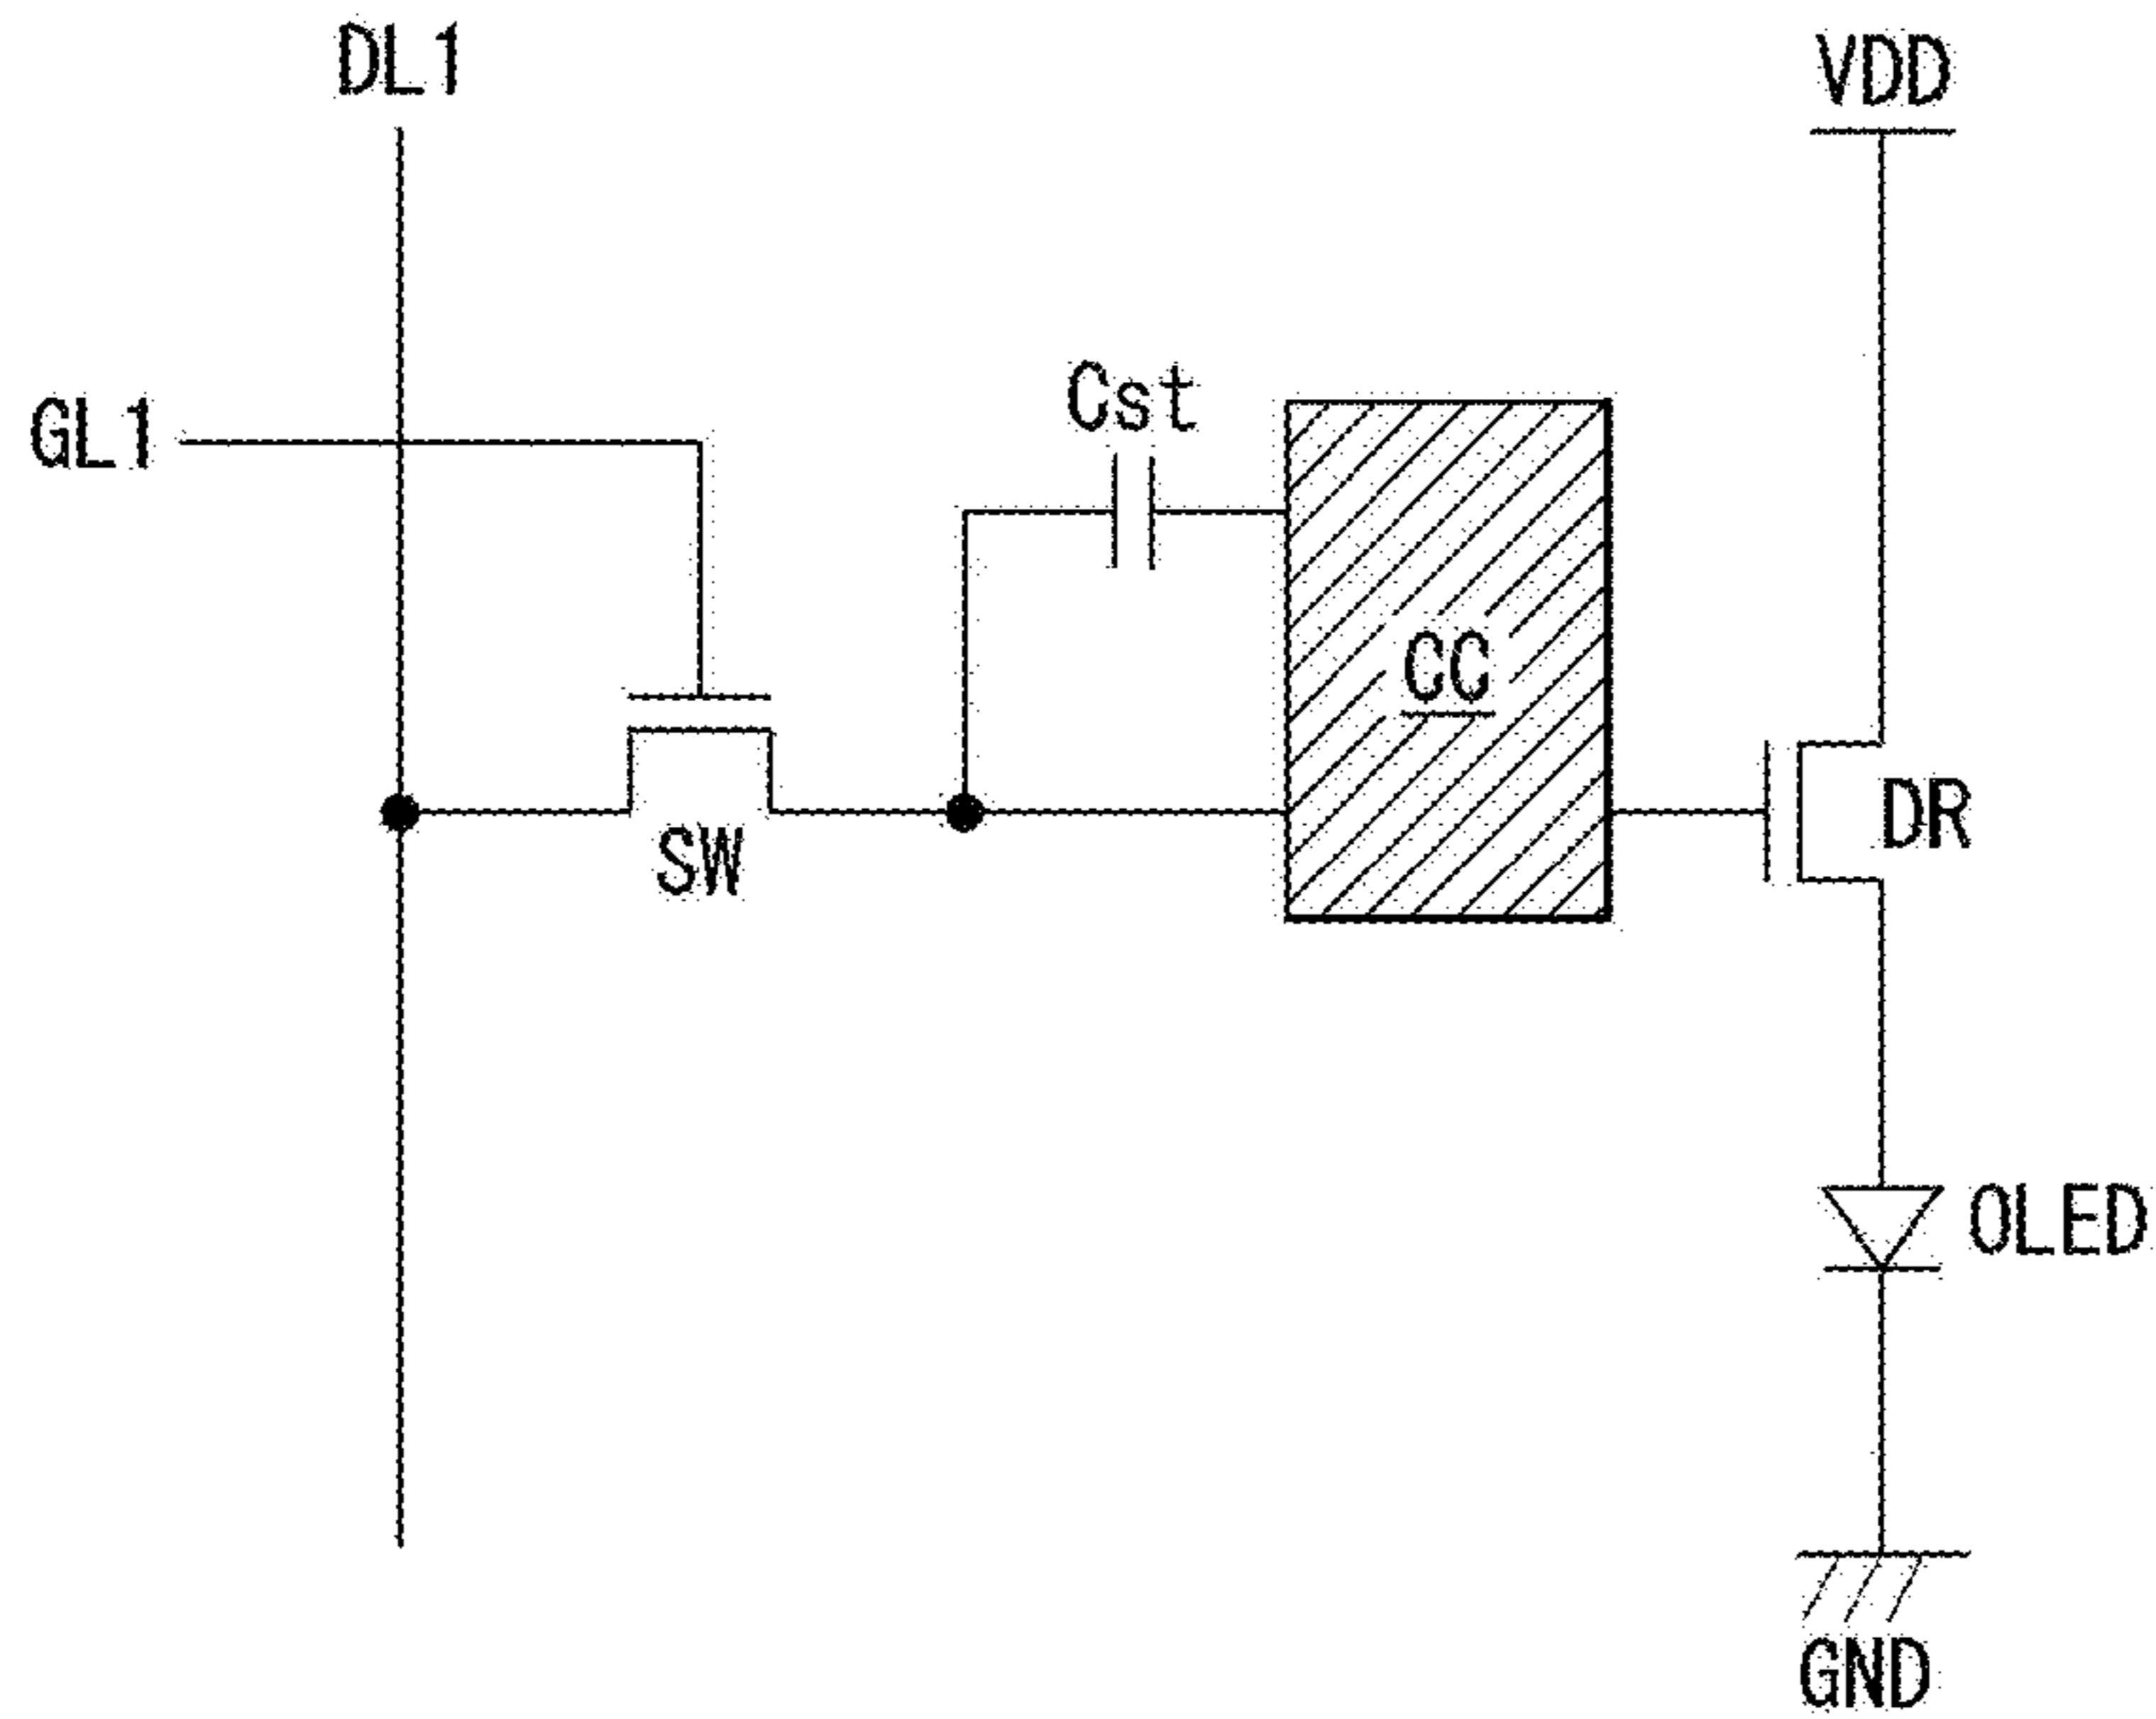 DL1
VDD
GL1
Cst
CC
DR
SW
OLED
GND